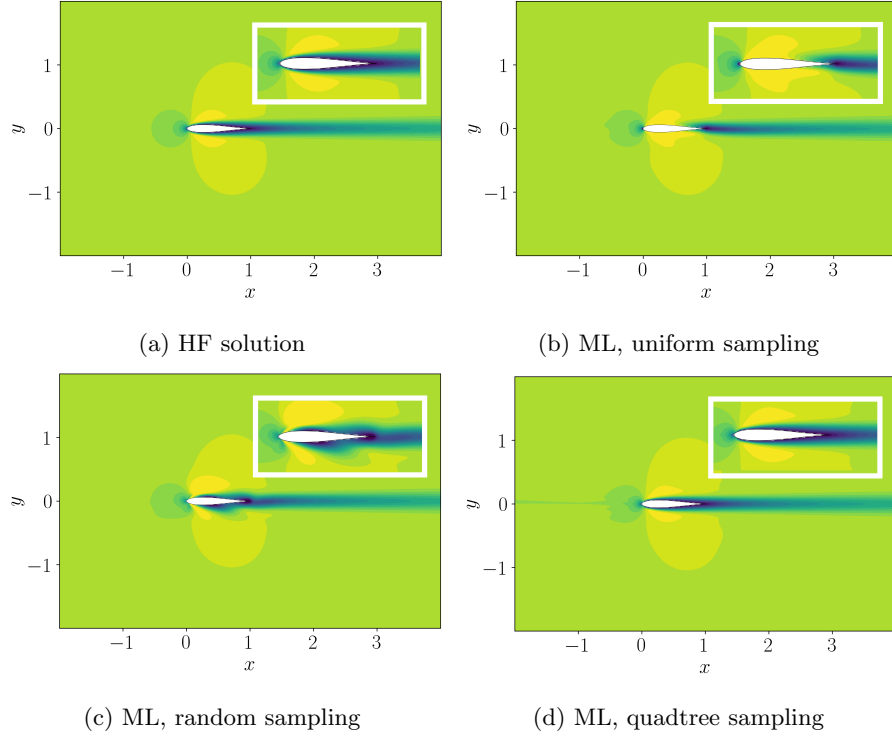 1
0
−1
y
−1
0
1
2
3
x
(a) HF solution
1
0
−1
y
−1
0
1
2
3
x
(b) ML, uniform sampling
1
0
−1
y
−1
0
1
2
3
x
(c) ML, random sampling
1
0
−1
y
−1
0
1
2
3
x
(d) ML, quadtree sampling